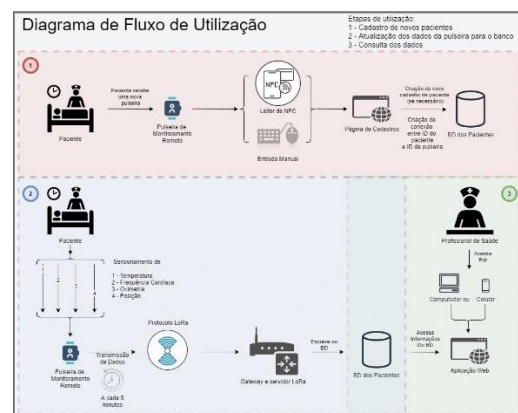 Diagrama de Fluxo de Utilização
Etapas de utilização:
1 - Cadastro de novos pacientes
2 - Atualização dos dados da pulseira para o banco
3 - Consulta dos dados
1
Paciente
Paciente recebe
uma nova
pulseira
Pulseira de
Monitoramento
Remoto
NFC
Leitor de NFC
Entrada Manual
Página de Cadastros
Criação de novo
cadastro de paciente
(se necessário)
Criação de
conexão
entre ID do
paciente
e ID da pulseira
BD dos Pacientes
2
Paciente
Sensoriamento de
1 - Temperatura
2 - Frequência Cardíaca
3 - Oximetria
4 - Posição
1
2
3
4
Pulseira de
Monitoramento
Remoto
Transmissão
de Dados
A cada 5
minutos
Protocolo LoRa
Gateway e servidor LoRa
Escreve no
BD
BD dos Pacientes
3
Profissional de Saúde
Acessa
Por
Computador ou
Celular
Acessa
Informações
do BD
Aplicação Web